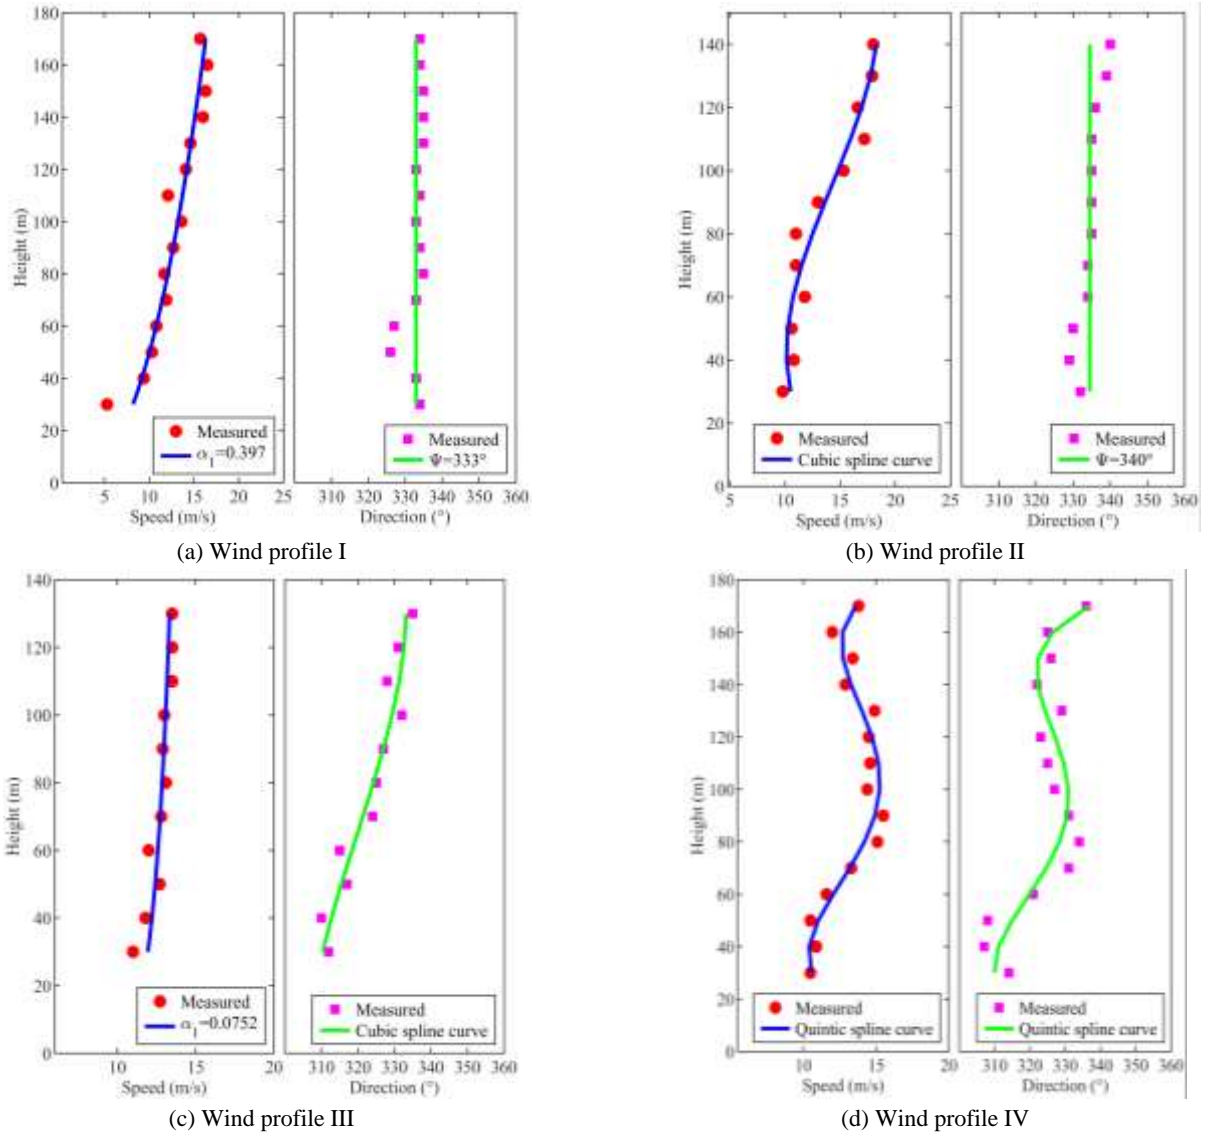 180
160
140
120
100
80
60
40
20
0
Height (m)
5 10 15 20 25
Speed (m/s)
Measured
α1=0.397
310 320 330 340 350 360
Direction (°)
Measured
Ψ=333°
(a) Wind profile I
140
120
100
80
60
40
20
0
Height (m)
5 10 15 20 25
Speed (m/s)
Measured
Cubic spline curve
310 320 330 340 350 360
Direction (°)
Measured
Ψ=340°
(b) Wind profile II
140
120
100
80
60
40
20
0
Height (m)
10 15 20
Speed (m/s)
Measured
α1=0.0752
310 320 330 340 350 360
Direction (°)
Measured
Cubic spline curve
(c) Wind profile III
180
160
140
120
100
80
60
40
20
0
Height (m)
10 15 20
Speed (m/s)
Measured
Quintic spline curve
310 320 330 340 350 360
Direction (°)
Measured
Quintic spline curve
(d) Wind profile IV